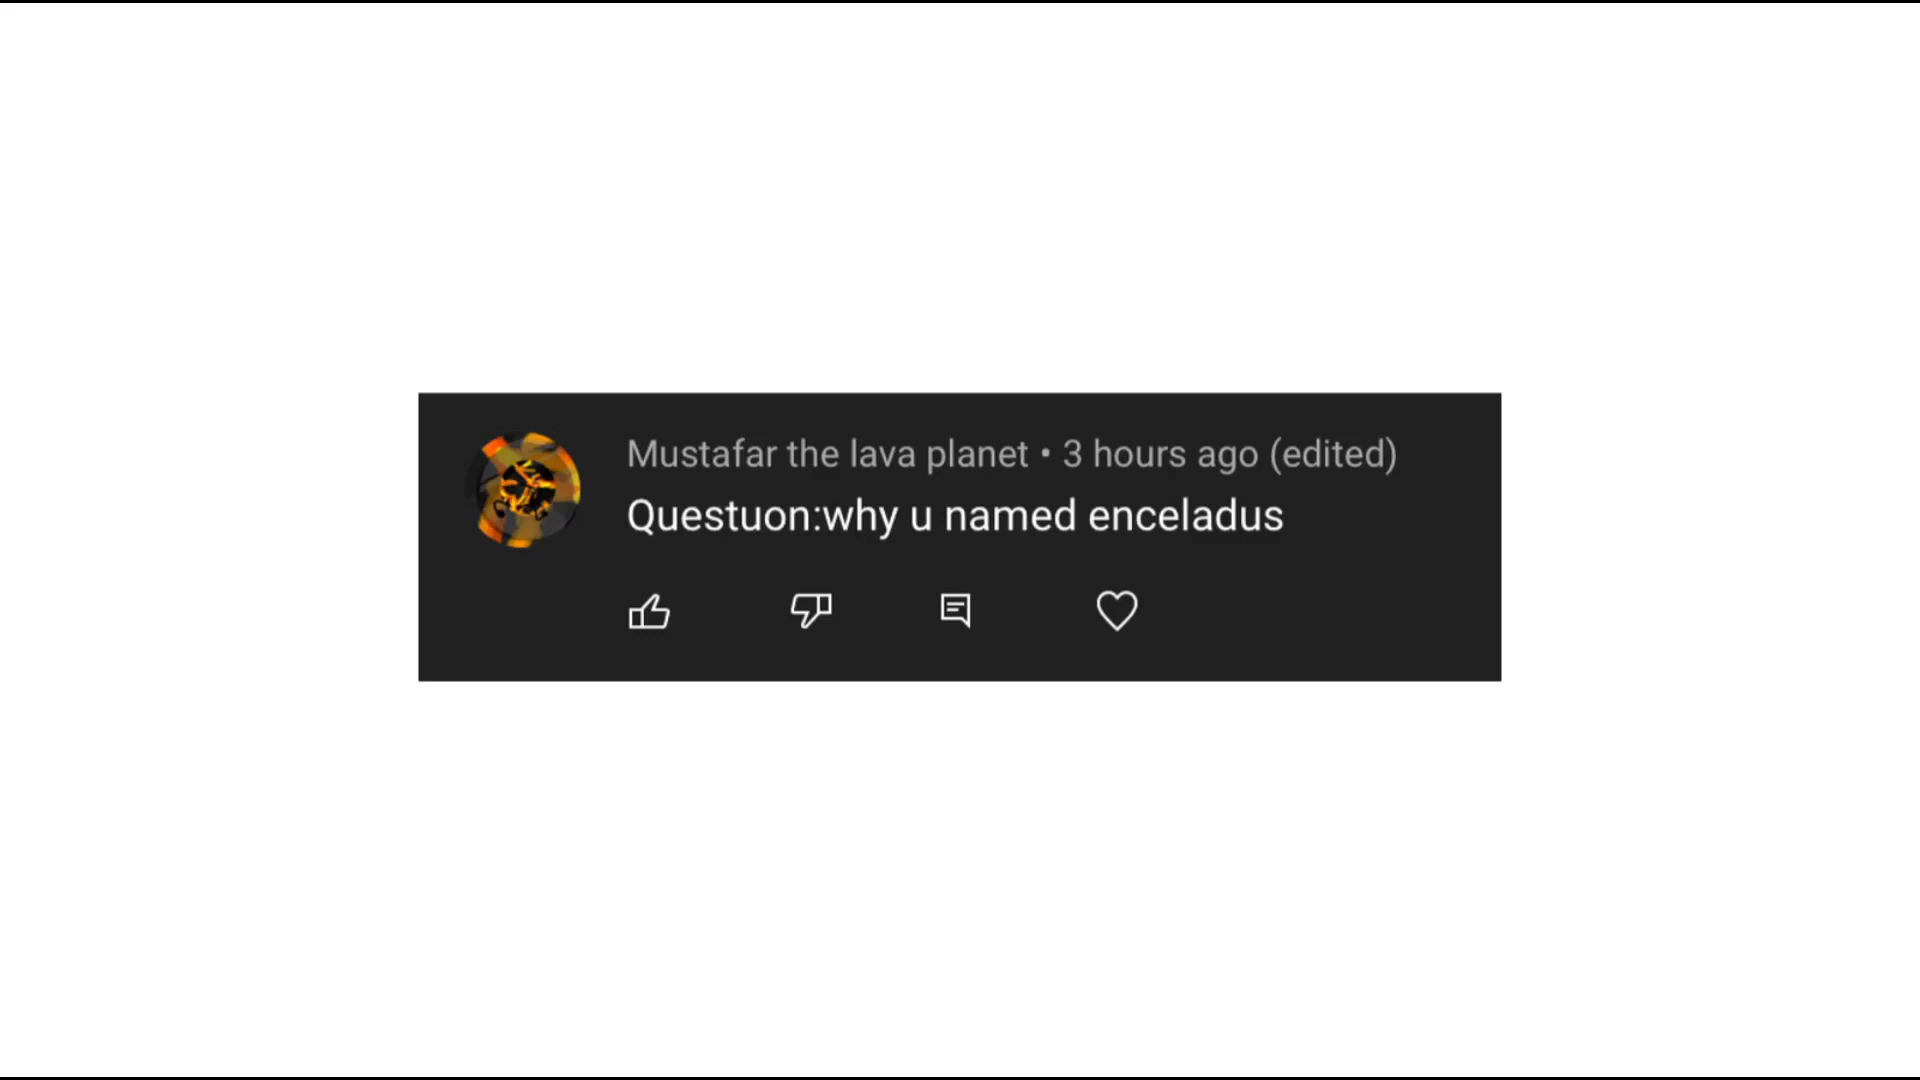 Mustafar the lava planet • 3 hours ago (edited)
Questuon:why u named enceladus